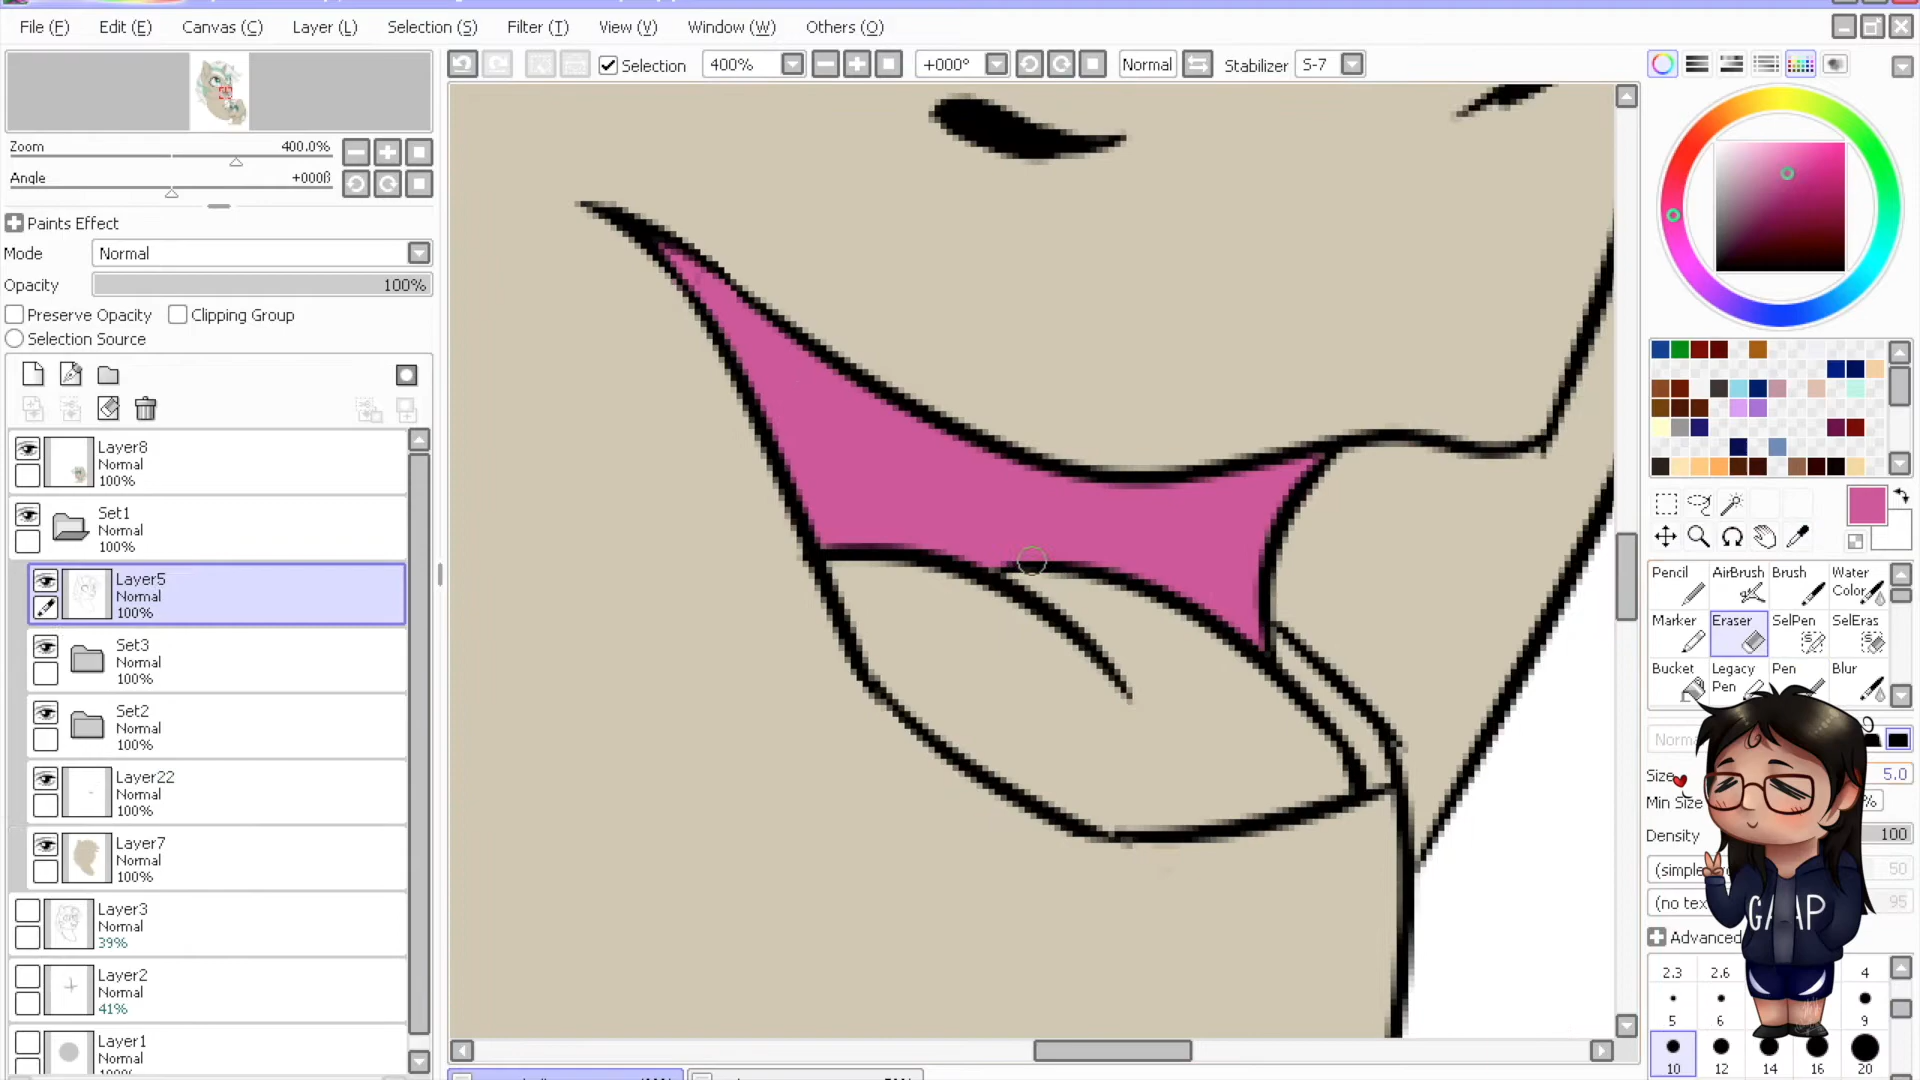 File (F) Edit (E) Canvas (C) Layer (L) Selection (S) Filter (T) View (V) Window (W) Others (O)
Selection 400% +000° Normal Stabilizer S-7
Zoom 400.0%
Angle +000ß
Paints Effect
Mode Normal
Opacity 100%
Preserve Opacity Clipping Group
Selection Source
Layer8
Normal
100%
Set1
Normal
100%
Layer5
Normal
100%
Set3
Normal
100%
Set2
Normal
100%
Layer22
Normal
100%
Layer7
Normal
100%
Layer3
Normal
39%
Layer2
Normal
41%
Layer1
Normal
Pencil AirBrush Brush Water Color
Marker Eraser SelPen SelEras
Bucket Legacy Pen Pen Blur
Norma
Size 5.0
Min Size %
Density 100
(simple 50
(no tex 95
Advanced
GAAP
2.3 2.6 4
5 6 9
10 12 14 16 20